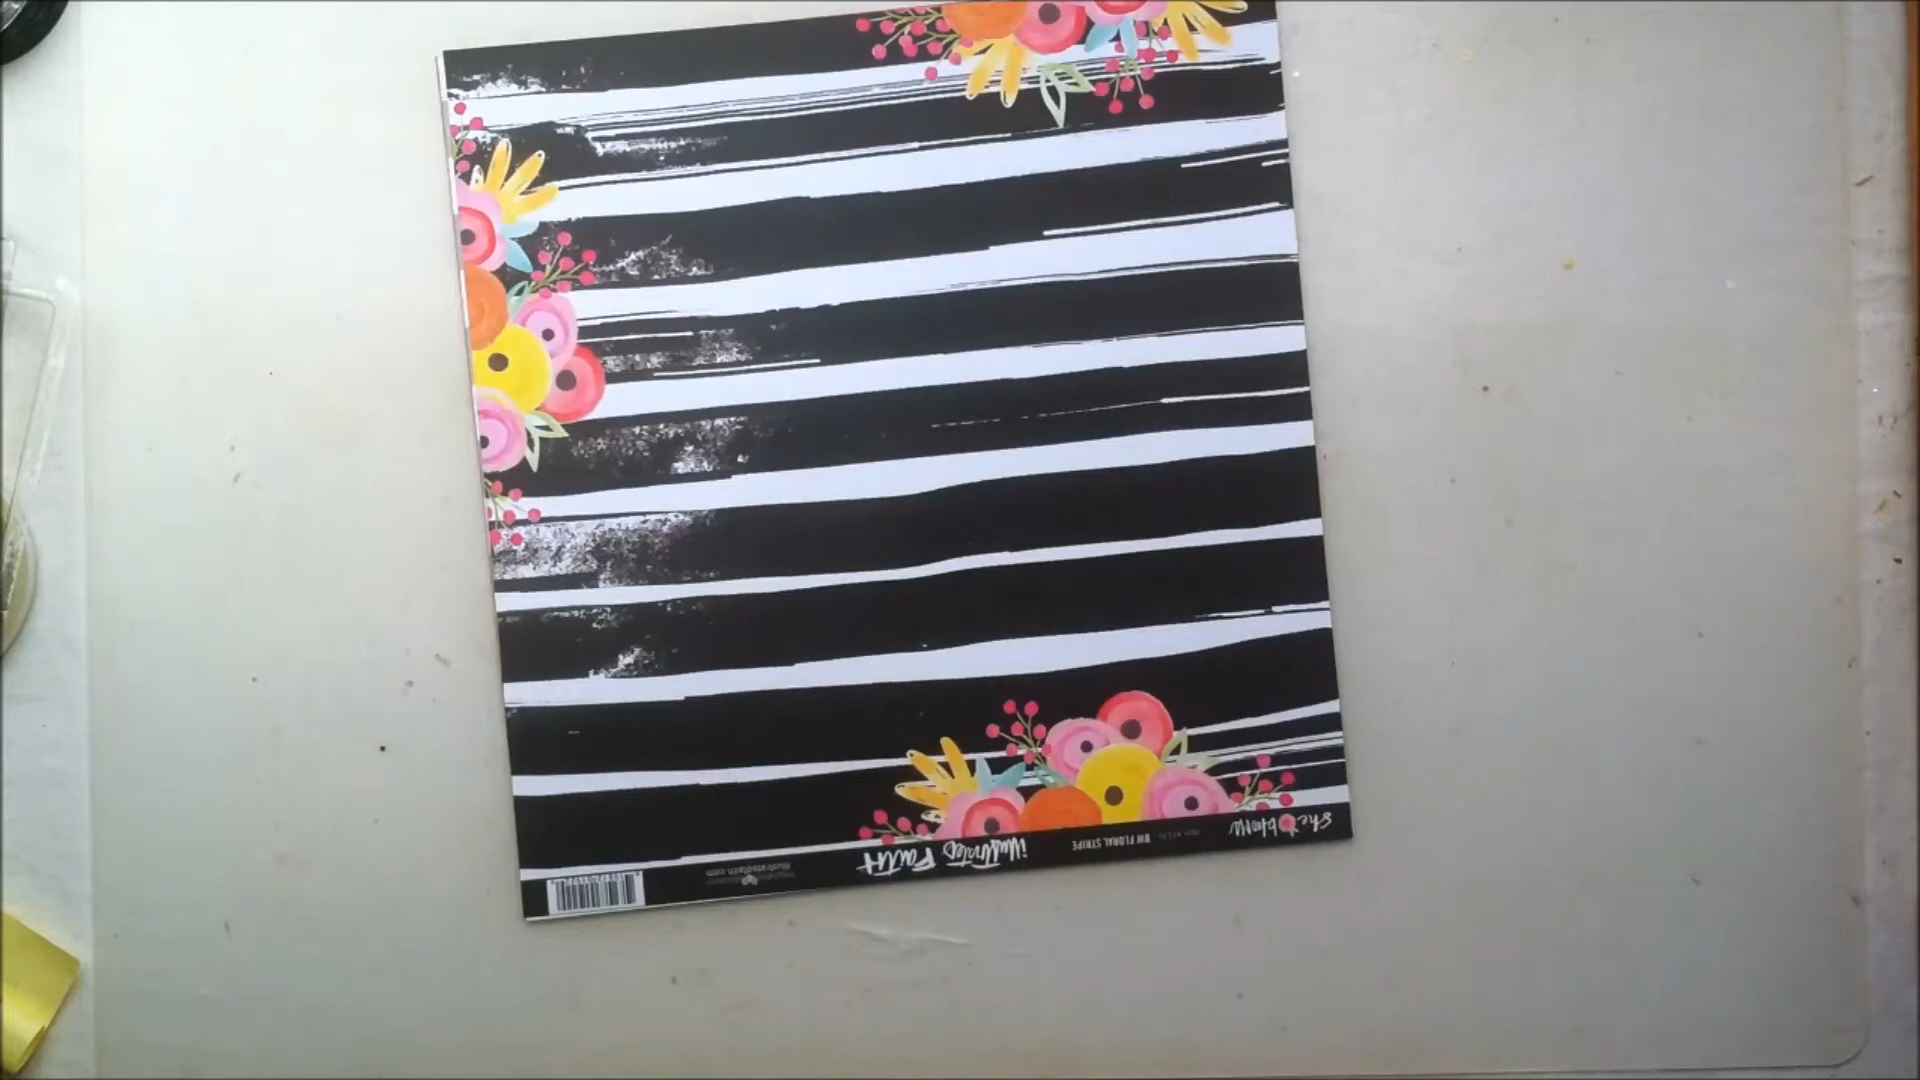 She blooms
BW FLORAL STRIPE
illustrated Faith
illustratedfaith.com